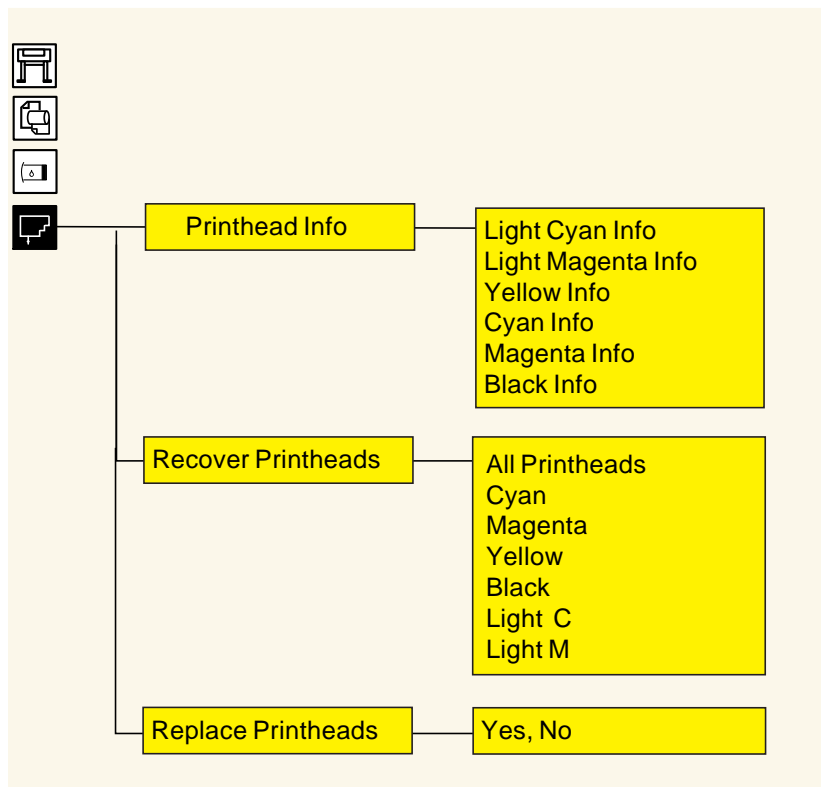 Printhead Info
Light Cyan Info
Light Magenta Info
Yellow Info
Cyan Info
Magenta Info
Black Info
Recover Printheads
All Printheads
Cyan
Magenta
Yellow
Black
Light C
Light M
Replace Printheads
Yes, No